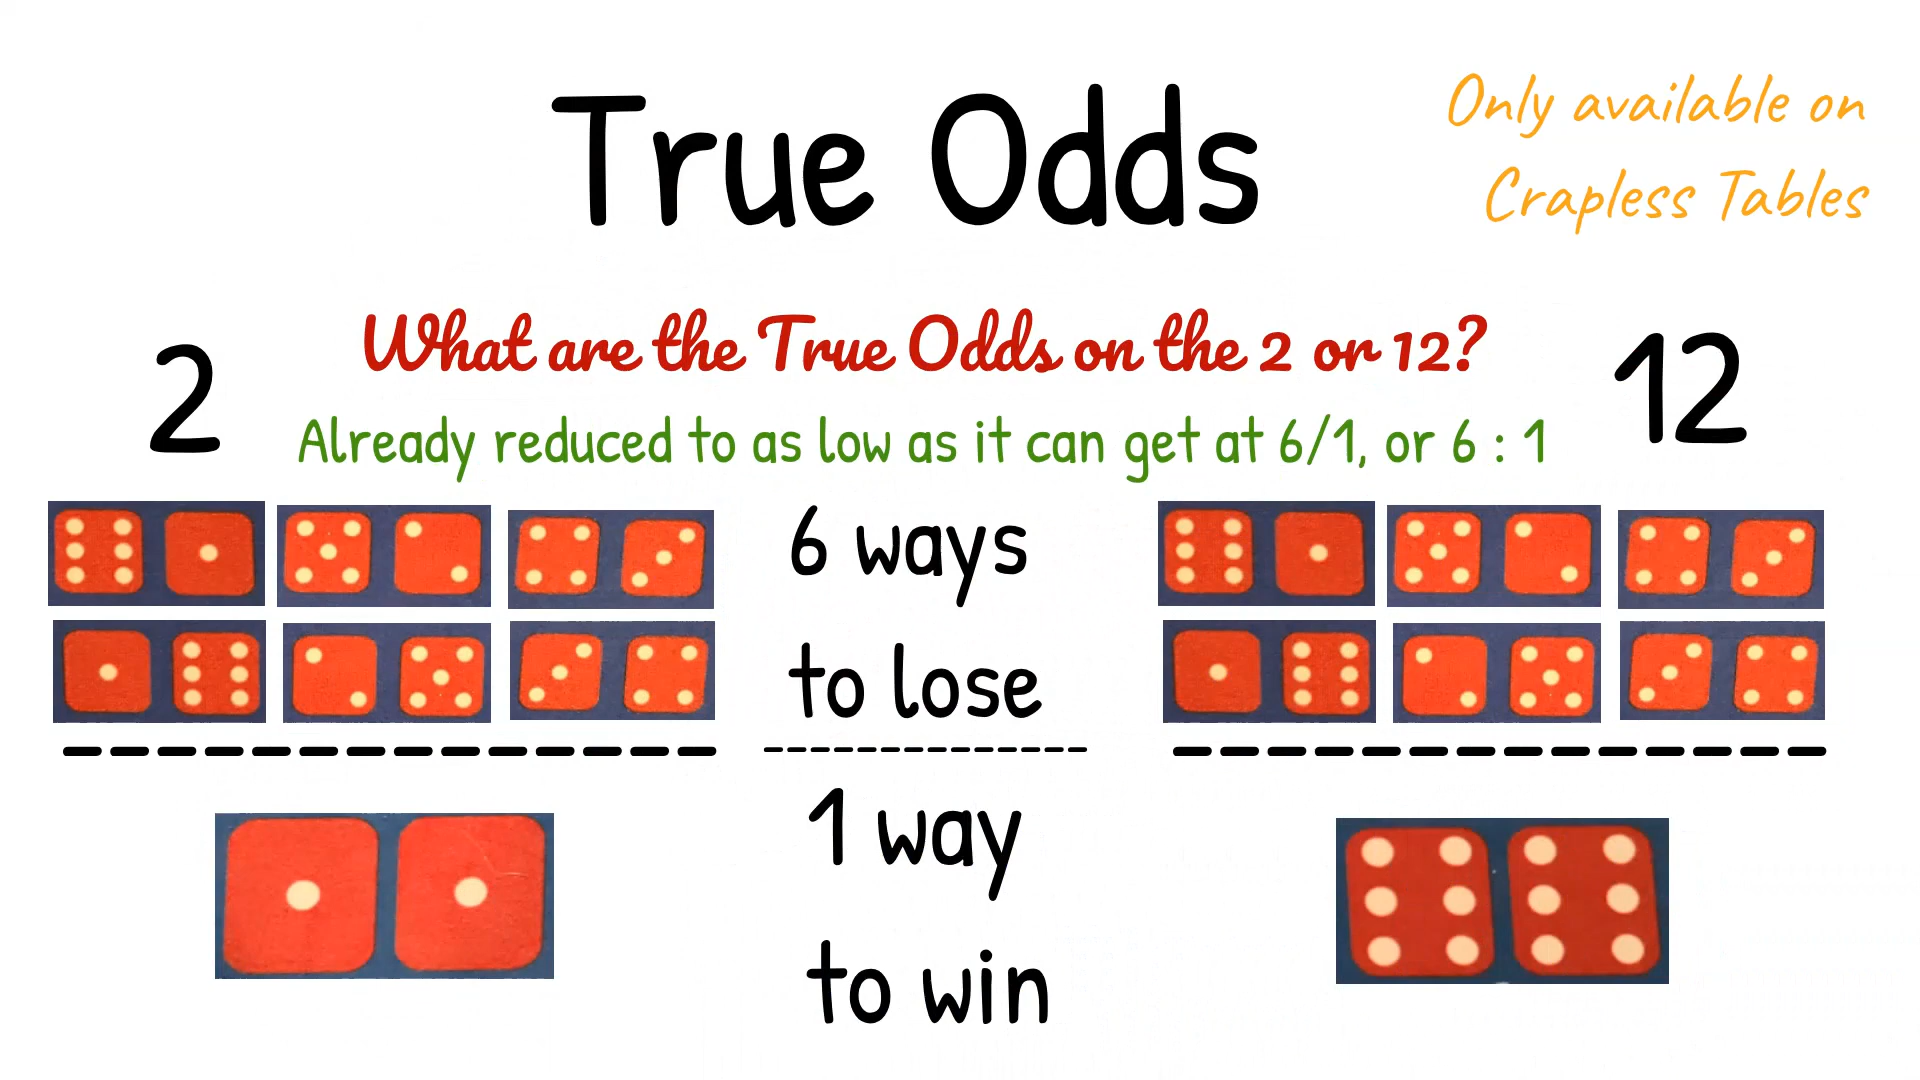 True Odds
Only available on
Crapless Tables
What are the True Odds on the 2 or 12?
2
12
Already reduced to as low as it can get at 6/1, or 6 : 1
6 ways
to lose
1 way
to win